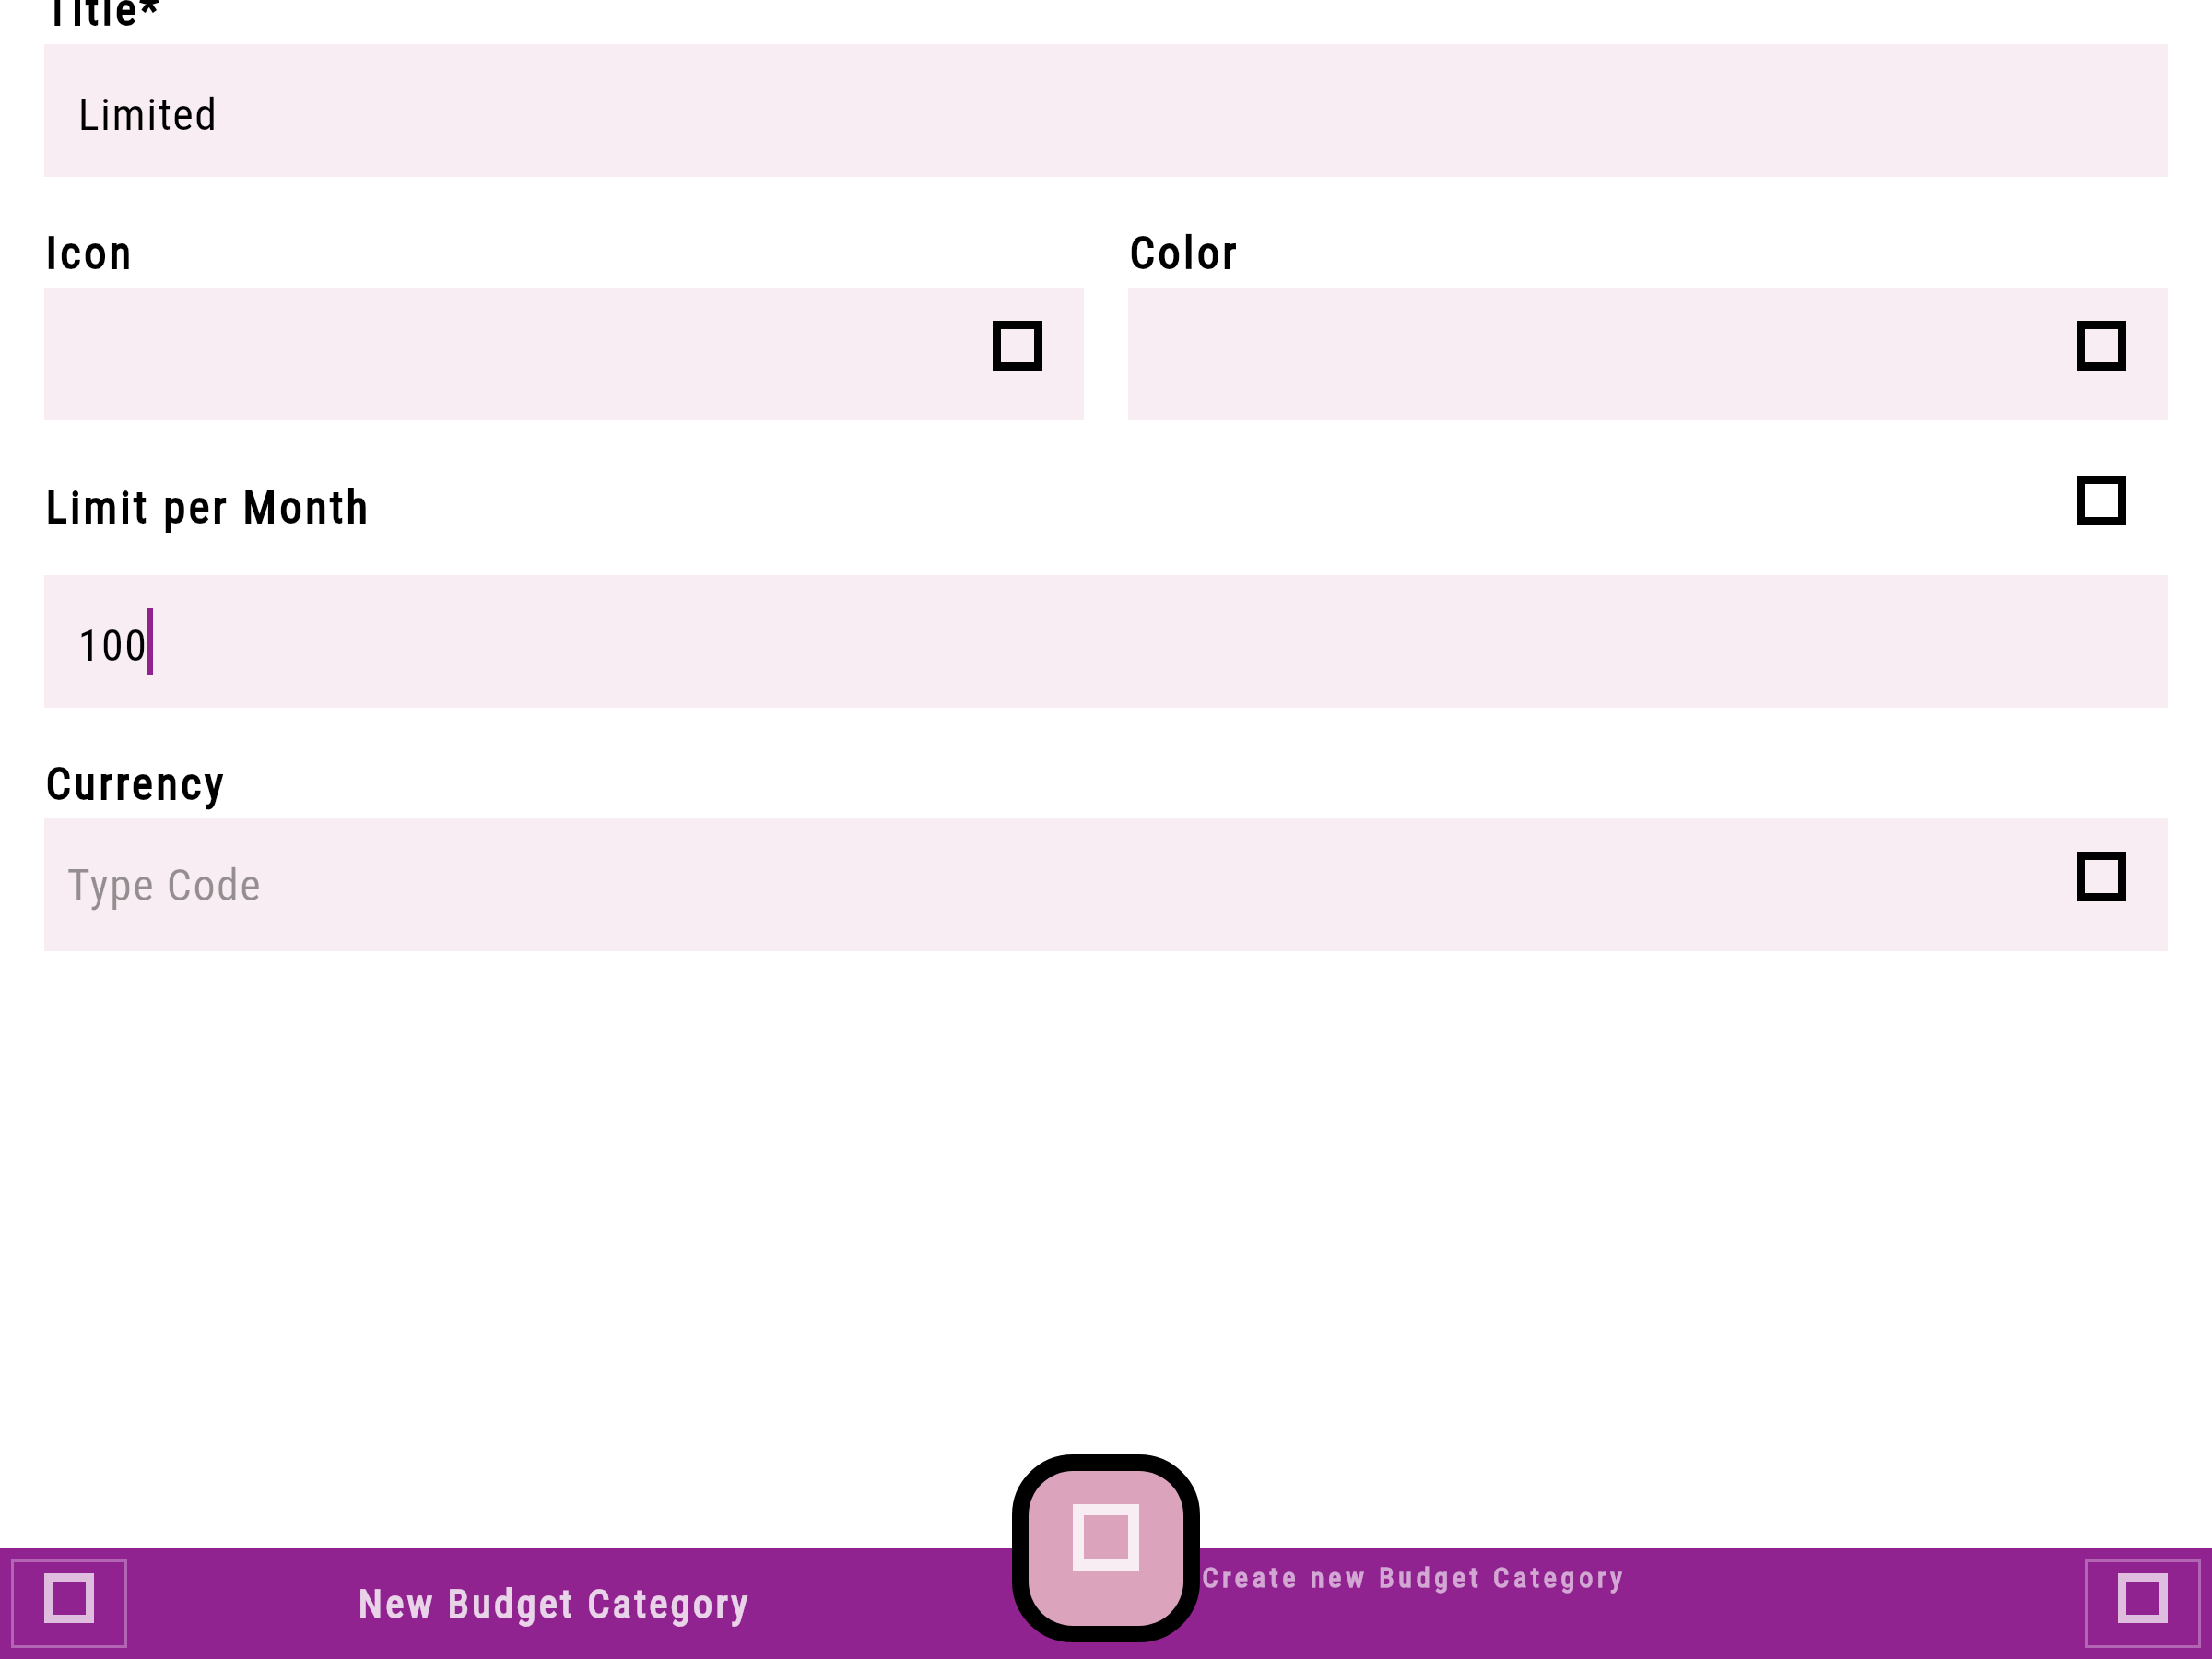 Title*
Limited
Icon
Color
Limit per Month
100
Currency
Type Code
New Budget Category
Create new Budget Category